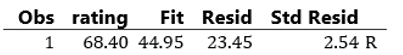 Obs rating Fit Resid Std Resid
1 68.40 44.95 23.45 2.54 R